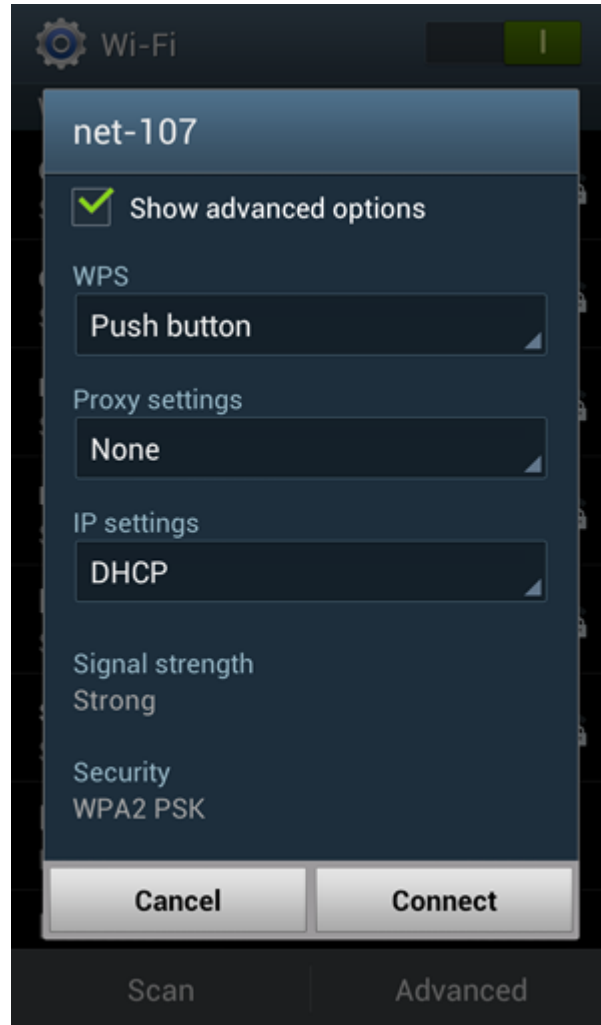 Wi-Fi
net-107
Show advanced options
WPS
Push button
Proxy settings
None
IP settings
DHCP
Signal strength
Strong
Security
WPA2 PSK
Cancel
Connect
Scan
Advanced